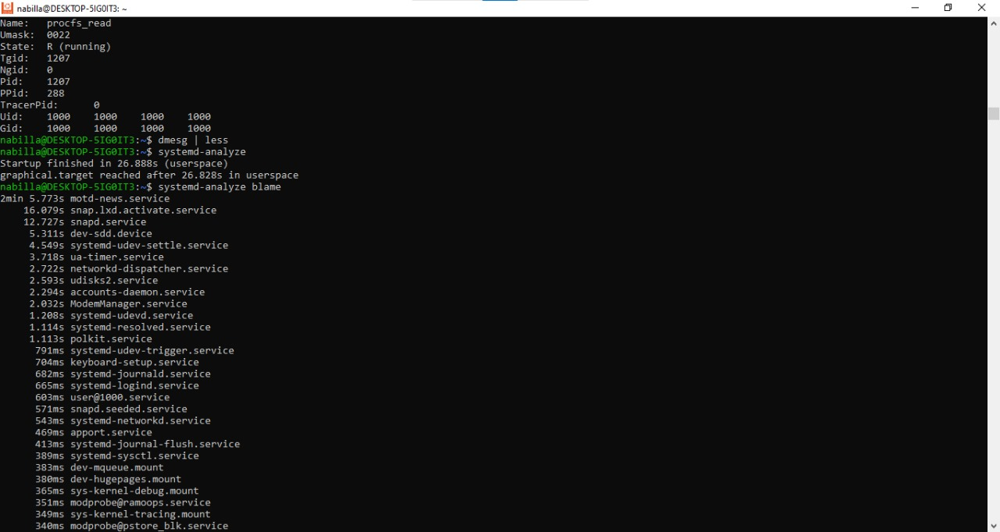 nabilla@DESKTOP-5IG0IT3: ~
Name:   procfs_read
Umask:  0022
State:  R (running)
Tgid:   1207
Ngid:   0
Pid:    1207
PPid:   288
TracerPid:      0
Uid:    1000    1000    1000    1000
Gid:    1000    1000    1000    1000
nabilla@DESKTOP-5IG0IT3:~$ dmesg | less
nabilla@DESKTOP-5IG0IT3:~$ systemd-analyze
Startup finished in 26.888s (userspace)
graphical.target reached after 26.828s in userspace
nabilla@DESKTOP-5IG0IT3:~$ systemd-analyze blame
2min 5.773s motd-news.service
    16.079s snap.lxd.activate.service
    12.727s snapd.service
     5.311s dev-sdd.device
     4.549s systemd-udev-settle.service
     3.718s ua-timer.service
     2.722s networkd-dispatcher.service
     2.593s udisks2.service
     2.294s accounts-daemon.service
     2.032s ModemManager.service
     1.208s systemd-udevd.service
     1.114s systemd-resolved.service
     1.113s polkit.service
      791ms systemd-udev-trigger.service
      704ms keyboard-setup.service
      682ms systemd-journald.service
      665ms systemd-logind.service
      603ms user@1000.service
      571ms snapd.seeded.service
      543ms systemd-networkd.service
      469ms apport.service
      413ms systemd-journal-flush.service
      389ms systemd-sysctl.service
      383ms dev-mqueue.mount
      380ms dev-hugepages.mount
      365ms sys-kernel-debug.mount
      351ms modprobe@ramoops.service
      349ms sys-kernel-tracing.mount
      340ms modprobe@pstore_blk.service